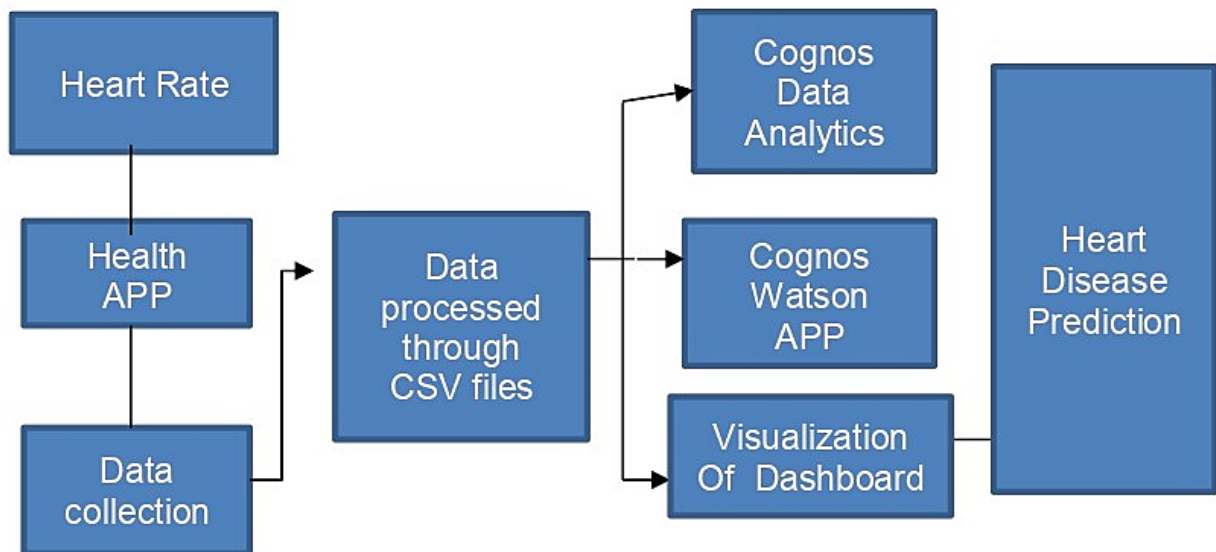 Heart Rate
Health
APP
Data
collection
Data
processed
through
CSV files
Cognos
Data
Analytics
Cognos
Watson
APP
Visualization
Of Dashboard
Heart
Disease
Prediction